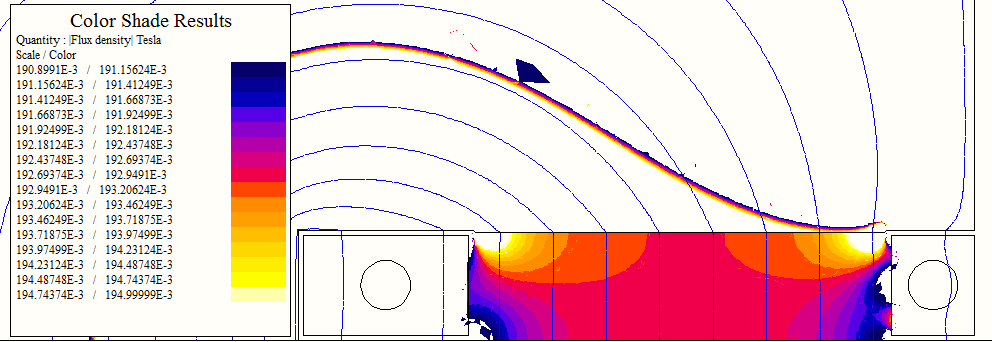 Color Shade Results
Quantity : |Flux density| Tesla
Scale / Color
190.8991E-3 / 191.15624E-3
191.15624E-3 / 191.41249E-3
191.41249E-3 / 191.66873E-3
191.66873E-3 / 191.92499E-3
191.92499E-3 / 192.18124E-3
192.18124E-3 / 192.43748E-3
192.43748E-3 / 192.69374E-3
192.69374E-3 / 192.9491E-3
192.9491E-3 / 193.20624E-3
193.20624E-3 / 193.46249E-3
193.46249E-3 / 193.71875E-3
193.71875E-3 / 193.97499E-3
193.97499E-3 / 194.23124E-3
194.23124E-3 / 194.48748E-3
194.48748E-3 / 194.74374E-3
194.74374E-3 / 194.99999E-3